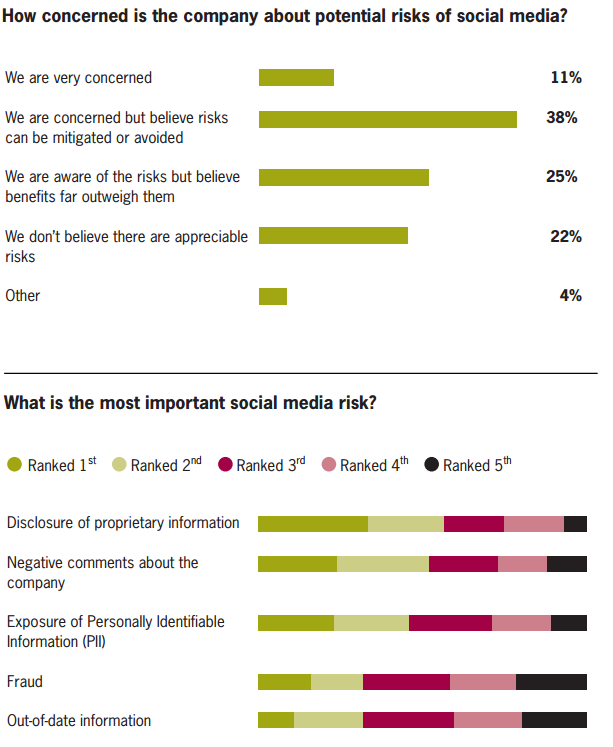 How concerned is the company about potential risks of social media?
We are very concerned 11%
We are concerned but believe risks
can be mitigated or avoided 38%
We are aware of the risks but believe
benefits far outweigh them 25%
We don't believe there are appreciable
risks 22%
Other 4%
What is the most important social media risk?
Ranked 1st Ranked 2nd Ranked 3rd Ranked 4th Ranked 5th
Disclosure of proprietary information
Negative comments about the
company
Exposure of Personally Identifiable
Information (PII)
Fraud
Out-of-date information